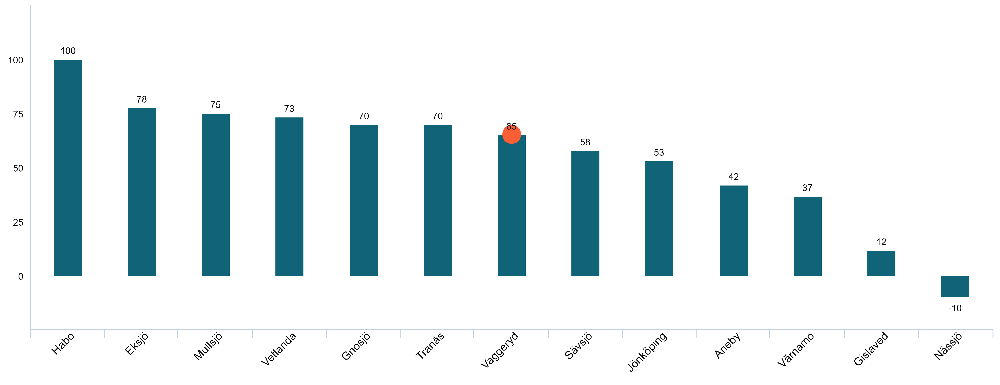 100
75
50
25
0
100
78
75
73
70
70
65
58
53
42
37
12
-10
Habo
Eksjö
Mullsjö
Vetlanda
Gnosjö
Tranås
Vaggeryd
Sävsjö
Jönköping
Aneby
Värnamo
Gislaved
Nässjö